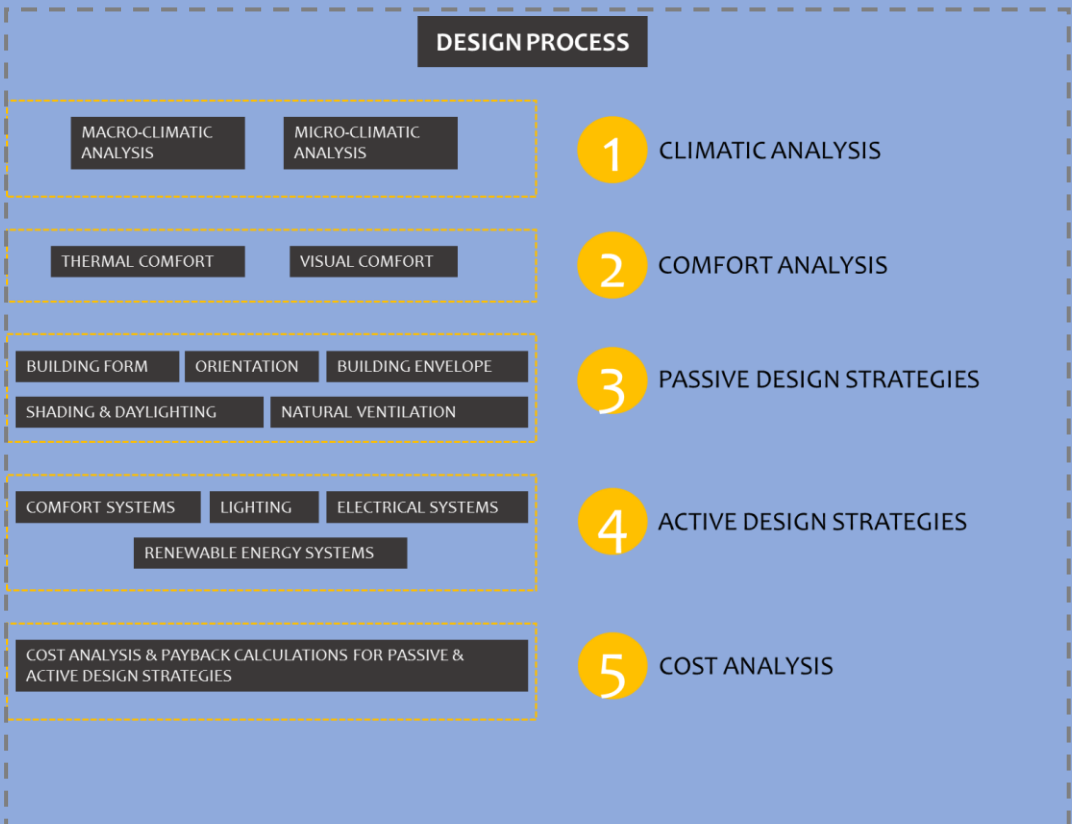 DESIGN PROCESS
MACRO-CLIMATIC
ANALYSIS
MICRO-CLIMATIC
ANALYSIS
1 CLIMATIC ANALYSIS
THERMAL COMFORT
VISUAL COMFORT
2 COMFORT ANALYSIS
BUILDING FORM
ORIENTATION
BUILDING ENVELOPE
SHADING & DAYLIGHTING
NATURAL VENTILATION
3 PASSIVE DESIGN STRATEGIES
COMFORT SYSTEMS
LIGHTING
ELECTRICAL SYSTEMS
RENEWABLE ENERGY SYSTEMS
4 ACTIVE DESIGN STRATEGIES
COST ANALYSIS & PAYBACK CALCULATIONS FOR PASSIVE &
ACTIVE DESIGN STRATEGIES
5 COST ANALYSIS